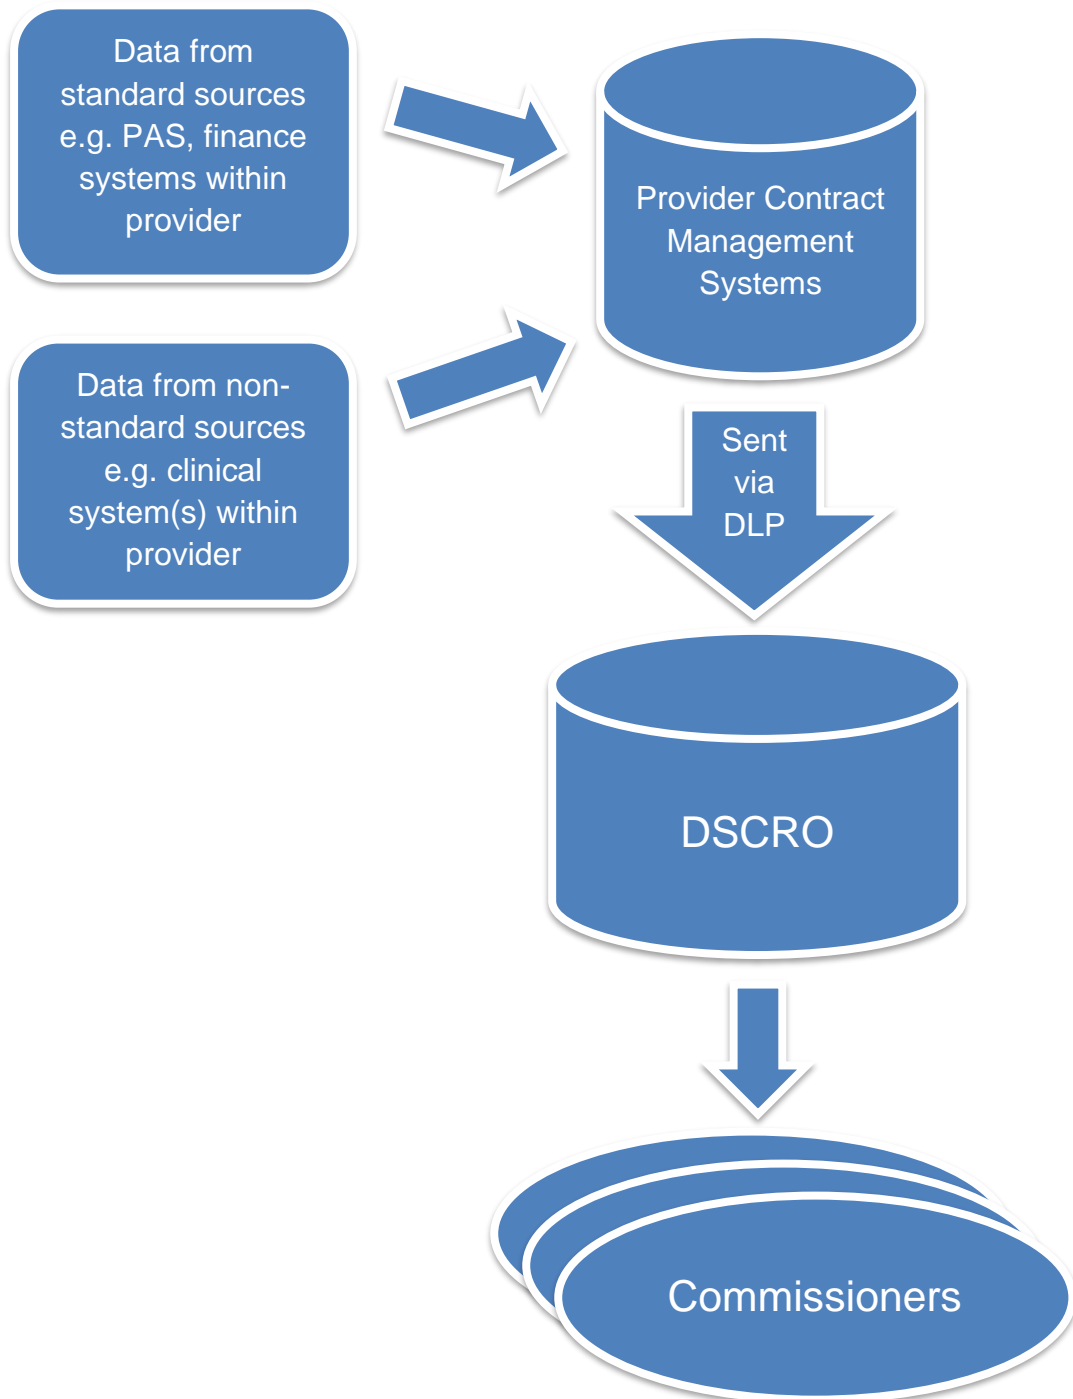 Data from
standard sources
e.g. PAS, finance
systems within
provider
Provider Contract
Management
Systems
Data from non-
standard sources
e.g. clinical
system(s) within
provider
Sent
via
DLP
DSCRO
Commissioners